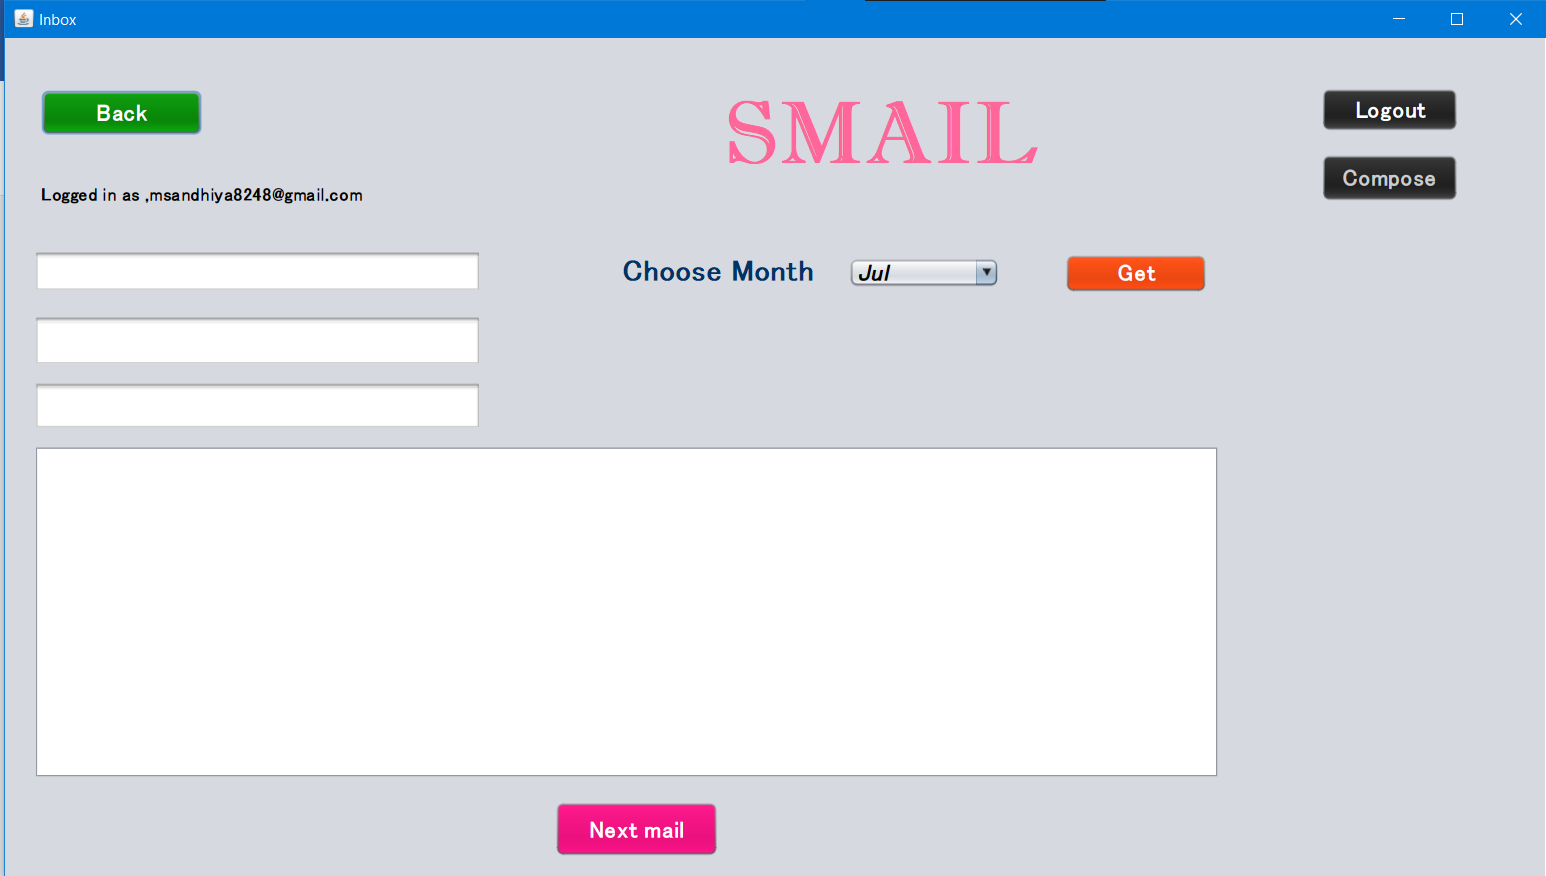 Inbox
Back
SMAIL
Logout
Compose
Logged in as ,msandhiya8248@gmail.com
Choose Month
Jul
Get
Next mail